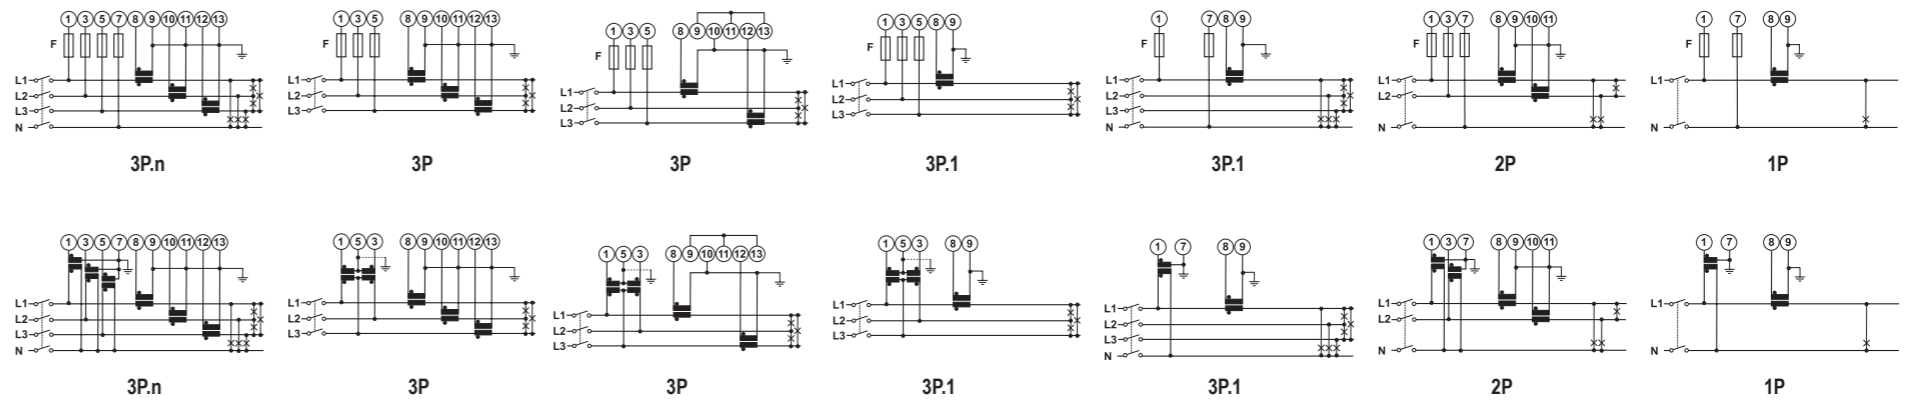 1 3 5 7 8 9 10 11 12 13
F
L1
L2
L3
N
3P.n
1 3 5 8 9 10 11 12 13
F
L1
L2
L3
3P
1 3 5 8 9 10 11 12 13
F
L1
L2
L3
3P
1 3 5 8 9
F
L1
L2
L3
3P.1
1 7 8 9
F
L1
L2
L3
N
3P.1
1 3 7 8 9 10 11
F
L1
L2
N
2P
1 7 8 9
F
L1
N
1P
1 3 5 7 8 9 10 11 12 13
L1
L2
L3
N
3P.n
1 5 3 8 9 10 11 12 13
L1
L2
L3
3P
1 5 3 8 9 10 11 12 13
L1
L2
L3
3P
1 5 3 8 9
L1
L2
L3
3P.1
1 7 8 9
L1
L2
L3
N
3P.1
1 3 7 8 9 10 11
L1
L2
N
2P
1 7 8 9
L1
N
1P